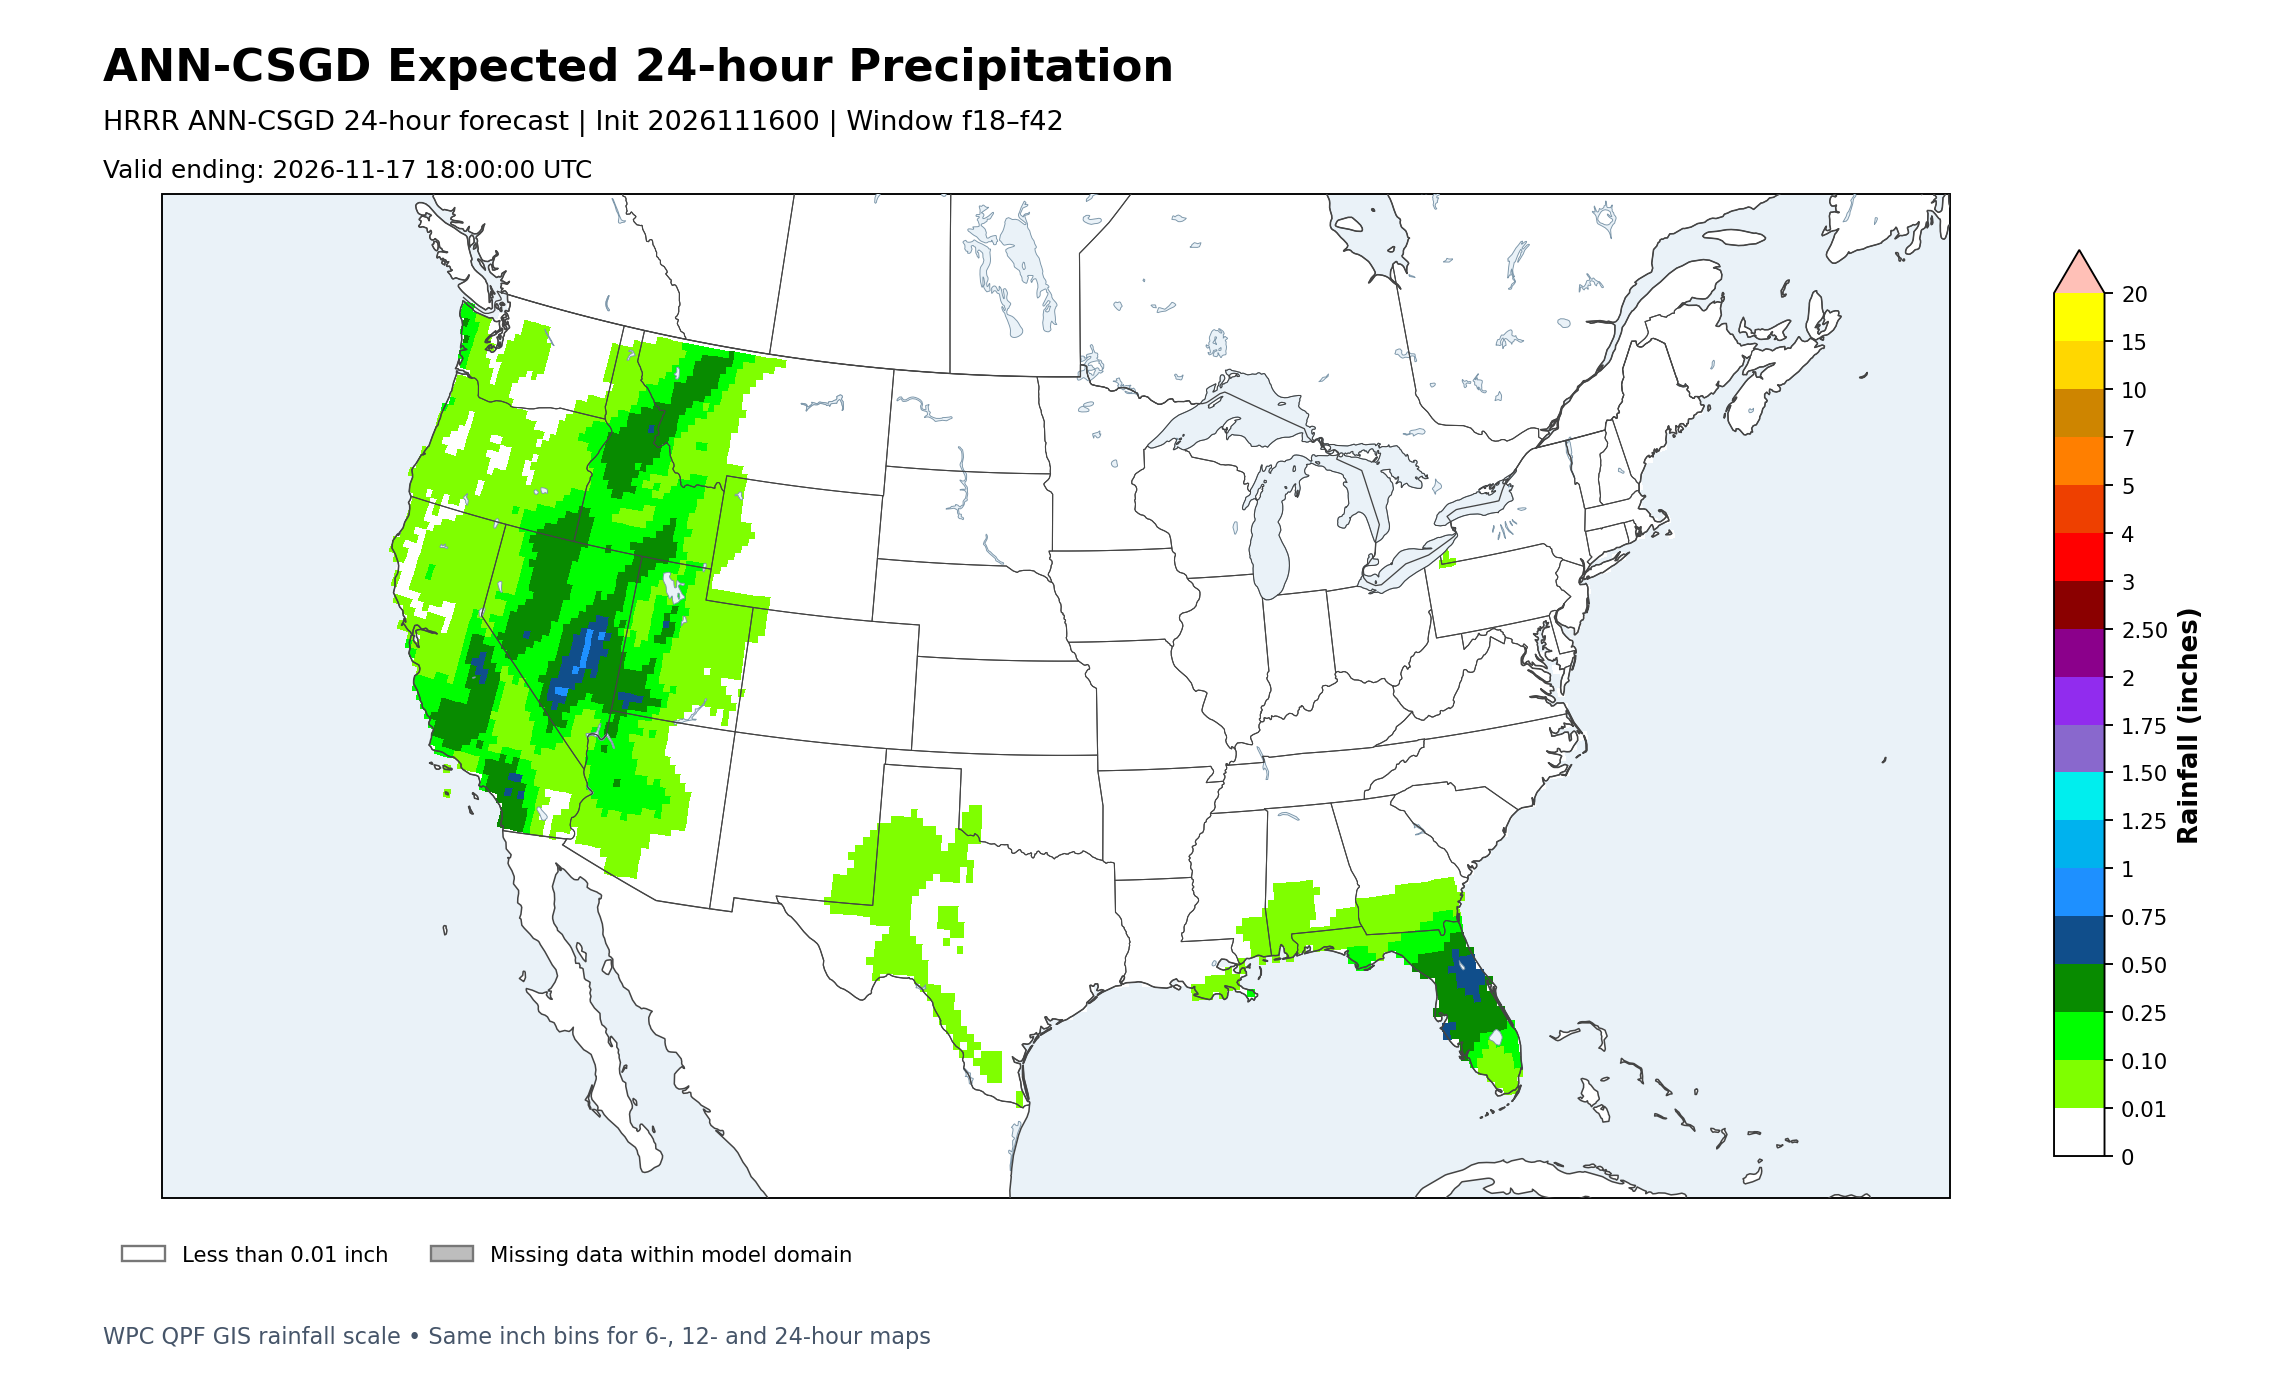 ANN-CSGD Expected 24-hour Precipitation
HRRR ANN-CSGD 24-hour forecast | Init 2026111600 | Window f18–f42
Valid ending: 2026-11-17 18:00:00 UTC
20
15
10
7
5
4
3
2.50
2
1.75
1.50
1.25
1
0.75
0.50
0.25
0.10
0.01
0
Rainfall (inches)
Less than 0.01 inch
Missing data within model domain
WPC QPF GIS rainfall scale • Same inch bins for 6-, 12- and 24-hour maps